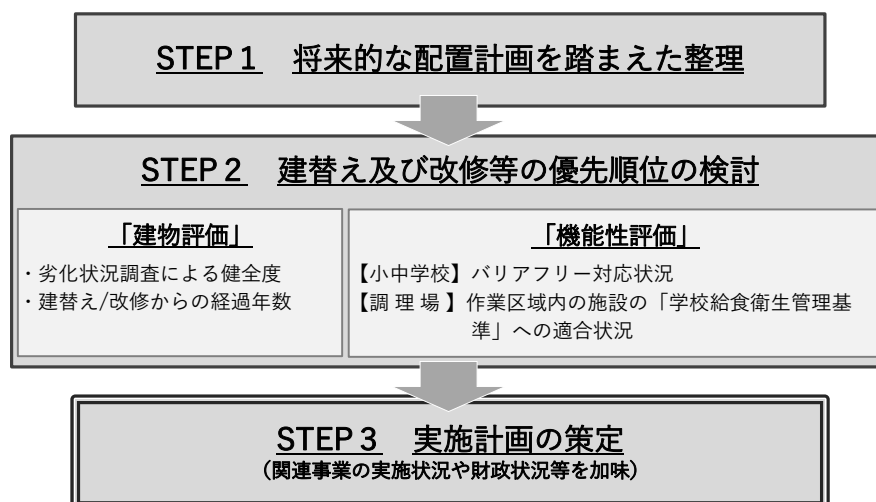 STEP1 将来的な配置計画を踏まえた整理
STEP2 建替え及び改修等の優先順位の検討
「建物評価」
・劣化状況調査による健全度
・建替え/改修からの経過年数
「機能性評価」
【小中学校】バリアフリー対応状況
【調 理 場 】作業区域内の施設の「学校給食衛生管理基
準」への適合状況
STEP3 実施計画の策定
(関連事業の実施状況や財政状況等を加味)